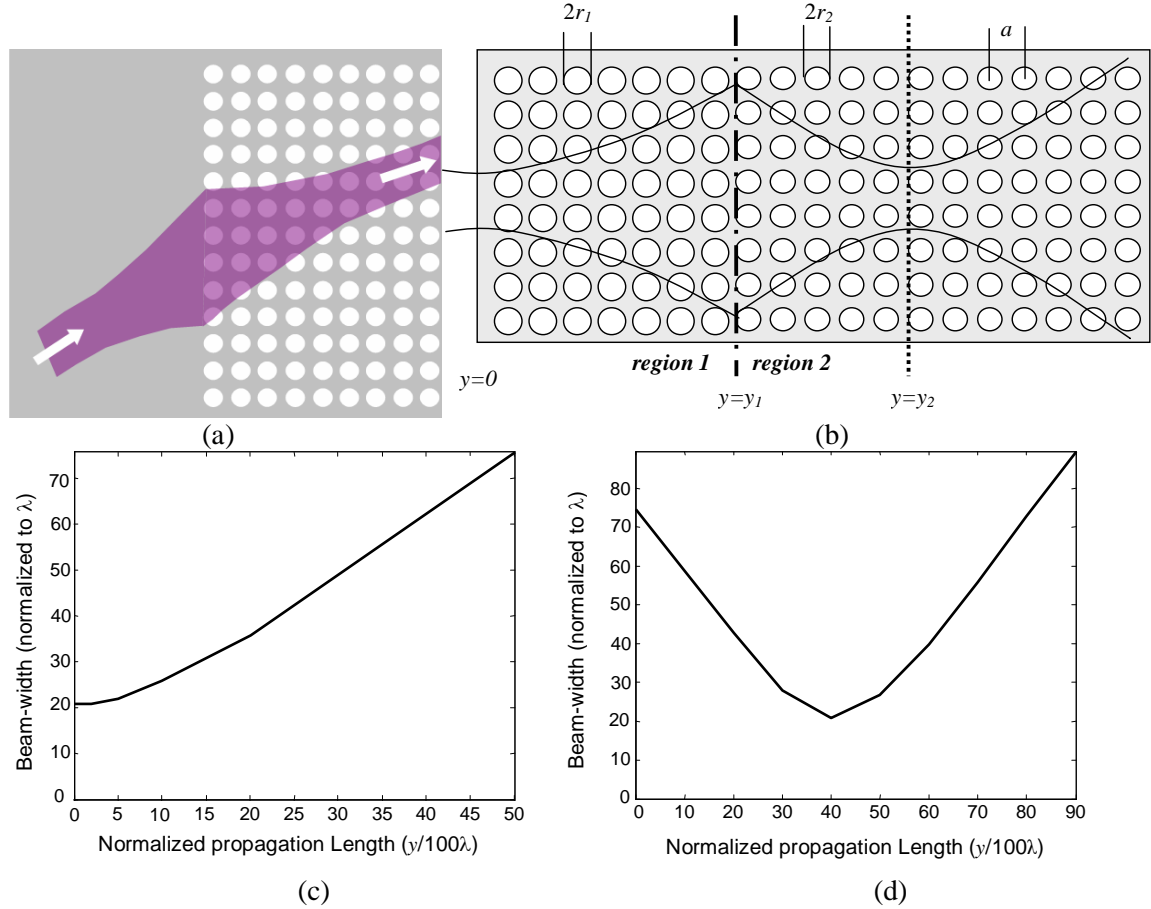 2r₁
2r₂
a
region 1
region 2
y=0
y=y₁
y=y₂
(a)
(b)
Beam-width (normalized to λ)
70
60
50
40
30
20
10
0
0 5 10 15 20 25 30 35 40 45 50
Normalized propagation Length (y/100λ)
(c)
Beam-width (normalized to λ)
80
70
60
50
40
30
20
10
0
0 10 20 30 40 50 60 70 80 90
Normalized propagation Length (y/100λ)
(d)